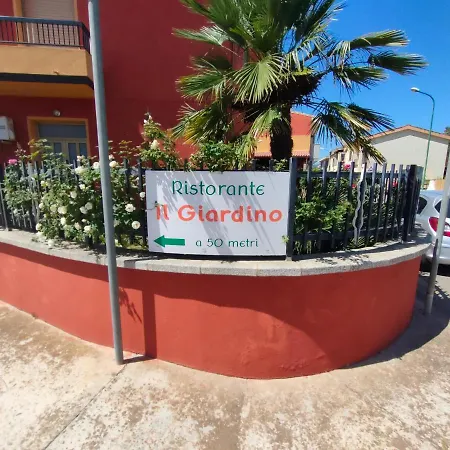 Ristorante
Il Giardino
a 50 metri